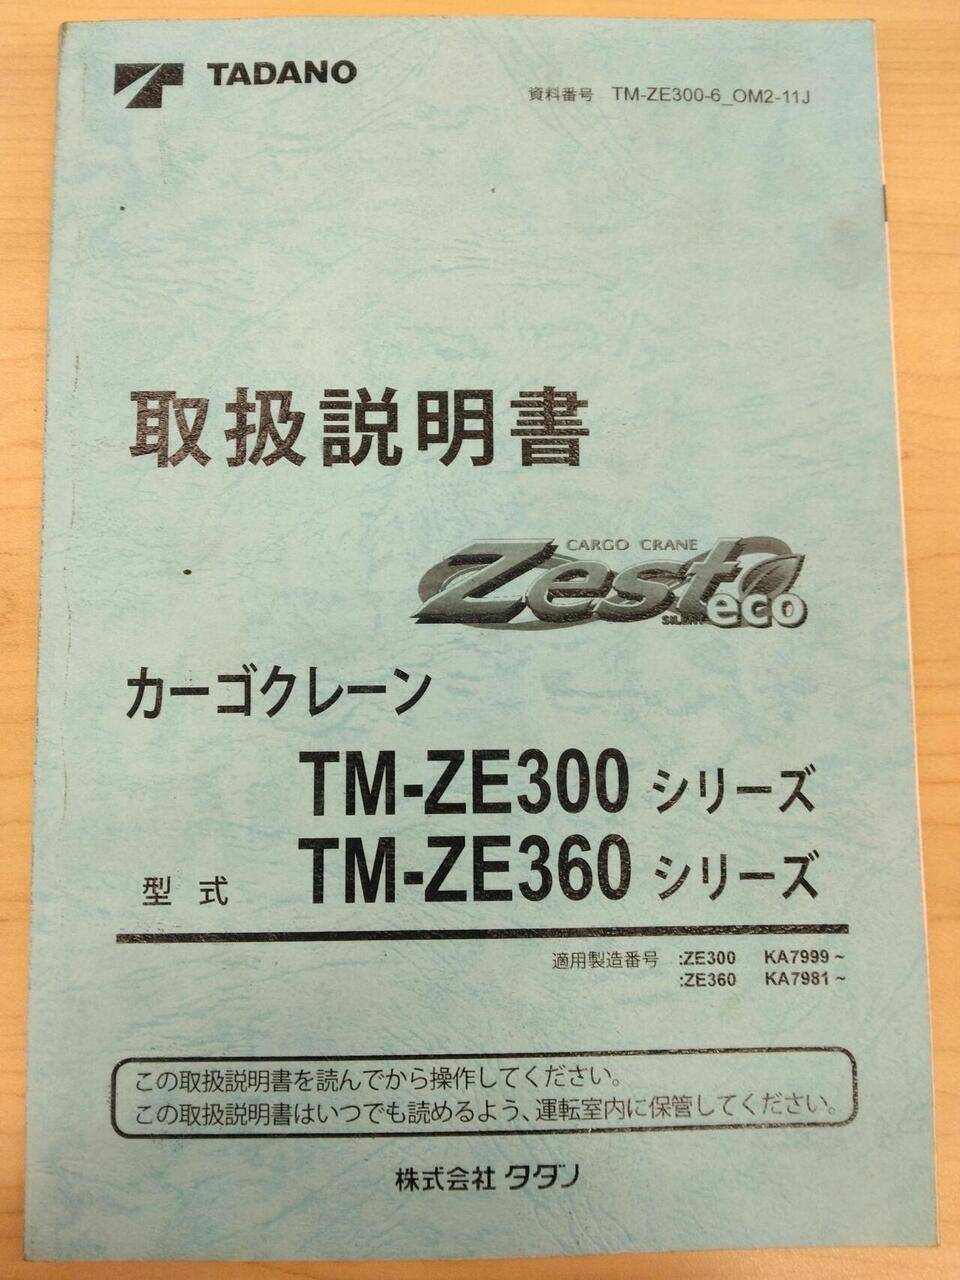 TADANO
資料番号 TM-ZE300-6_OM2-11J
取扱説明書
CARGO CRANE
Zest
SILENT eco
カーゴクレーン
TM-ZE300 シリーズ
型式 TM-ZE360 シリーズ
適用製造番号 :ZE300 KA7999～
:ZE360 KA7981～
この取扱説明書を読んでから操作してください。
この取扱説明書はいつでも読めるよう、運転室内に保管してください。
株式会社 タダノ